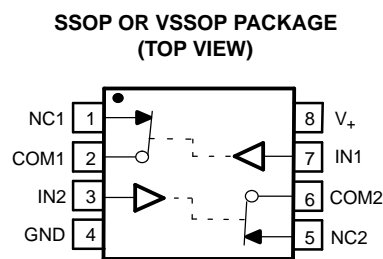 SSOP OR VSSOP PACKAGE
(TOP VIEW)
NC1 1 8 V+
COM1 2 7 IN1
IN2 3 6 COM2
GND 4 5 NC2